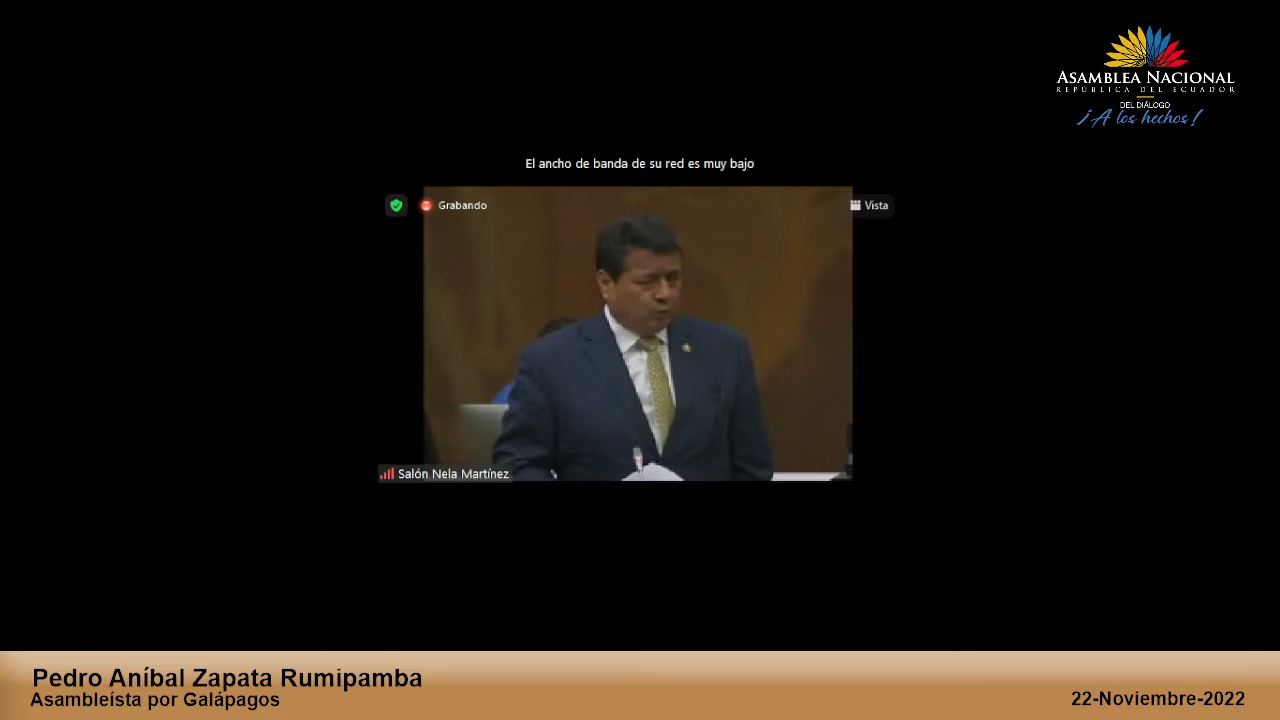 ASAMBLEA NACIONAL
REPÚBLICA DEL ECUADOR
DEL DIÁLOGO
¡A los hechos!
El ancho de banda de su red es muy bajo
Grabando
Vista
Salón Nela Martínez
Pedro Aníbal Zapata Rumipamba
Asambleísta por Galápagos
22-Noviembre-2022